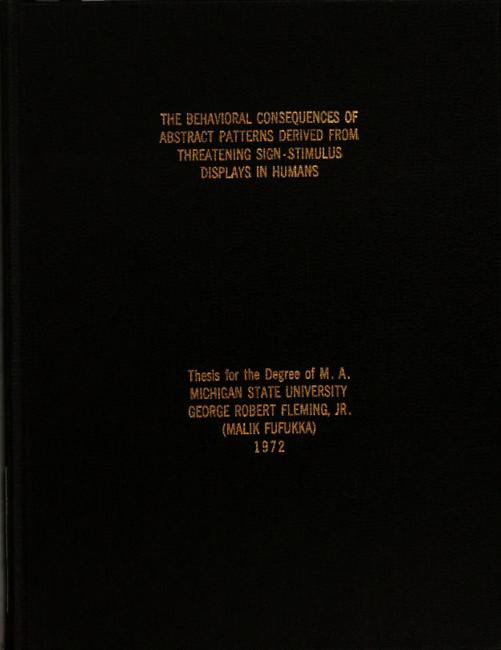 THE BEHAVIORAL CONSEQUENCES OF
ABSTRACT PATTERNS DERIVED FROM
THREATENING SIGN-STIMULUS
DISPLAYS IN HUMANS
Thesis for the Degree of M. A.
MICHIGAN STATE UNIVERSITY
GEORGE ROBERT FLEMING, JR.
(MALIK FUFUKKA)
1972